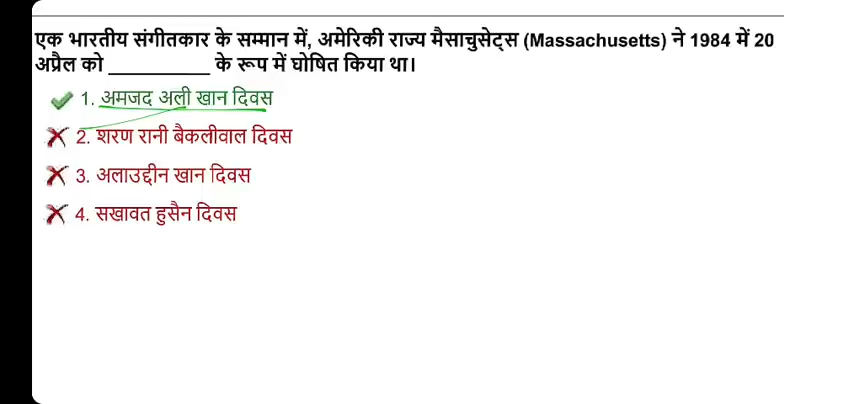 एक भारतीय संगीतकार के सम्मान में, अमेरिकी राज्य मैसाचुसेट्स (Massachusetts) ने 1984 में 20
अप्रैल को __________ के रूप में घोषित किया था।
1. अमजद अली खान दिवस
2. शरण रानी बैकलीवाल दिवस
3. अलाउद्दीन खान दिवस
4. सखावत हुसैन दिवस